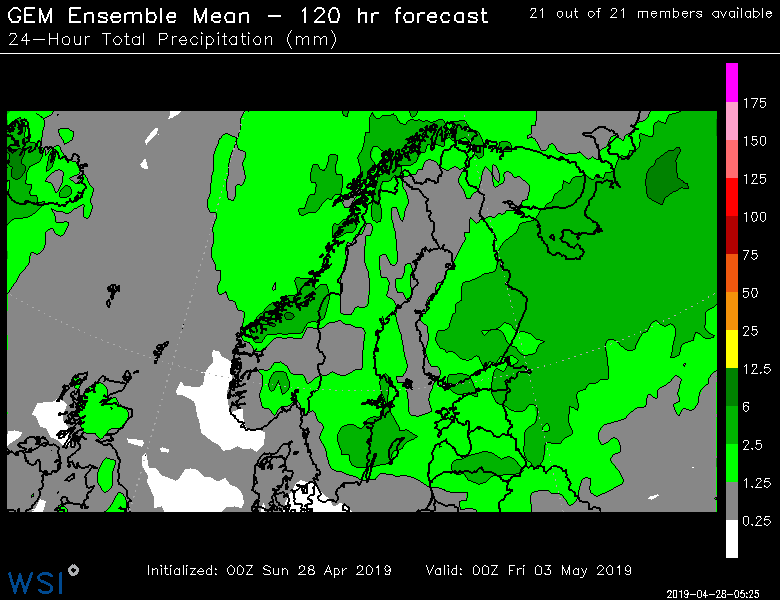 GEM Ensemble Mean - 120 hr forecast
21 out of 21 members available
24-Hour Total Precipitation (mm)
175
150
125
100
75
50
25
12.5
6
2.5
1.25
0.25
Initialized: 00Z Sun 28 Apr 2019 Valid: 00Z Fri 03 May 2019
WSI
2019-04-28-05:25